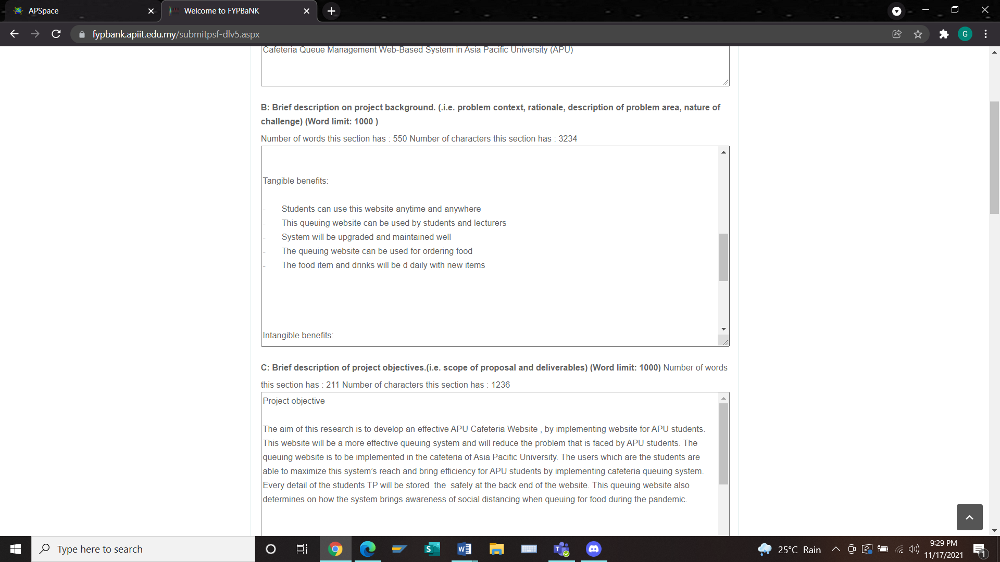 APSpace
Welcome to FYPBaNK
fypbank.apiit.edu.my/submitpsf-dlv5.aspx
G
Cafeteria Queue Management Web-Based System in Asia Pacific University (APU)
B: Brief description on project background. (.i.e. problem context, rationale, description of problem area, nature of
challenge) (Word limit: 1000 )
Number of words this section has : 550 Number of characters this section has : 3234
Tangible benefits:
- Students can use this website anytime and anywhere
- This queuing website can be used by students and lecturers
- System will be upgraded and maintained well
- The queuing website can be used for ordering food
- The food item and drinks will be d daily with new items
Intangible benefits:
C: Brief description of project objectives.(i.e. scope of proposal and deliverables) (Word limit: 1000) Number of words
this section has : 211 Number of characters this section has : 1236
Project objective
The aim of this research is to develop an effective APU Cafeteria Website , by implementing website for APU students.
This website will be a more effective queuing system and will reduce the problem that is faced by APU students. The
queuing website is to be implemented in the cafeteria of Asia Pacific University. The users which are the students are
able to maximize this system's reach and bring efficiency for APU students by implementing cafeteria queuing system.
Every detail of the students TP will be stored  the  safely at the back end of the website. This queuing website also
determines on how the system brings awareness of social distancing when queuing for food during the pandemic.
Type here to search
S
W
25°C Rain
9:29 PM
11/17/2021
1